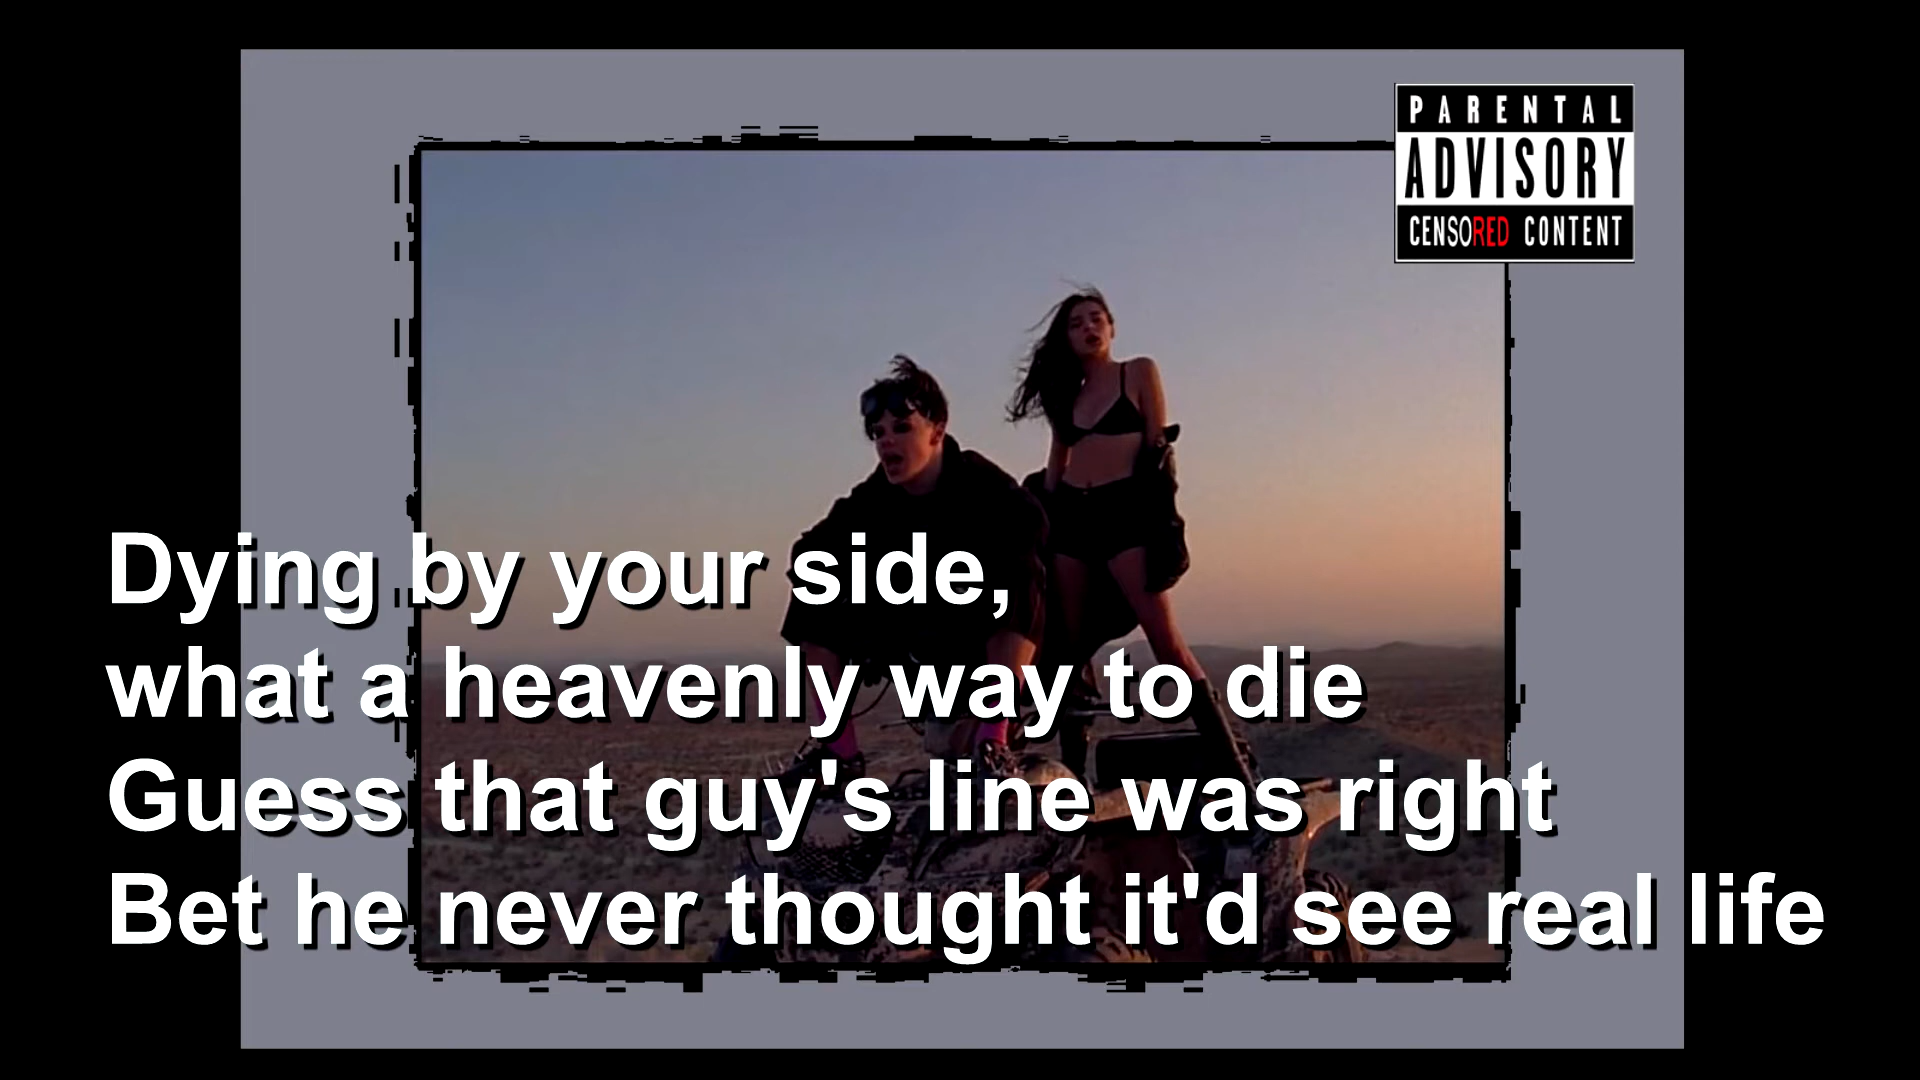 PARENTAL
ADVISORY
CENSORED CONTENT
Dying by your side,
what a heavenly way to die
Guess that guy's line was right
Bet he never thought it'd see real life